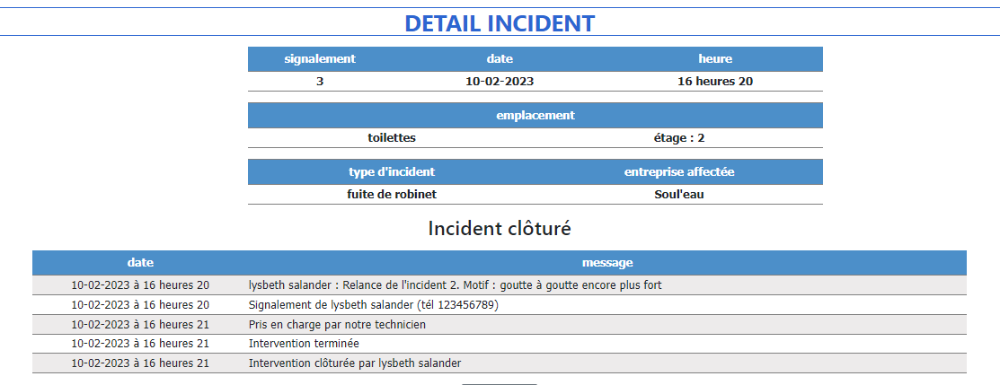 DETAIL INCIDENT
signalement date heure
3 10-02-2023 16 heures 20
emplacement
toilettes étage : 2
type d'incident entreprise affectée
fuite de robinet Soul'eau
Incident clôturé
date message
10-02-2023 à 16 heures 20 lysbeth salander : Relance de l'incident 2. Motif : goutte à goutte encore plus fort
10-02-2023 à 16 heures 20 Signalement de lysbeth salander (tél 123456789)
10-02-2023 à 16 heures 21 Pris en charge par notre technicien
10-02-2023 à 16 heures 21 Intervention terminée
10-02-2023 à 16 heures 21 Intervention clôturée par lysbeth salander